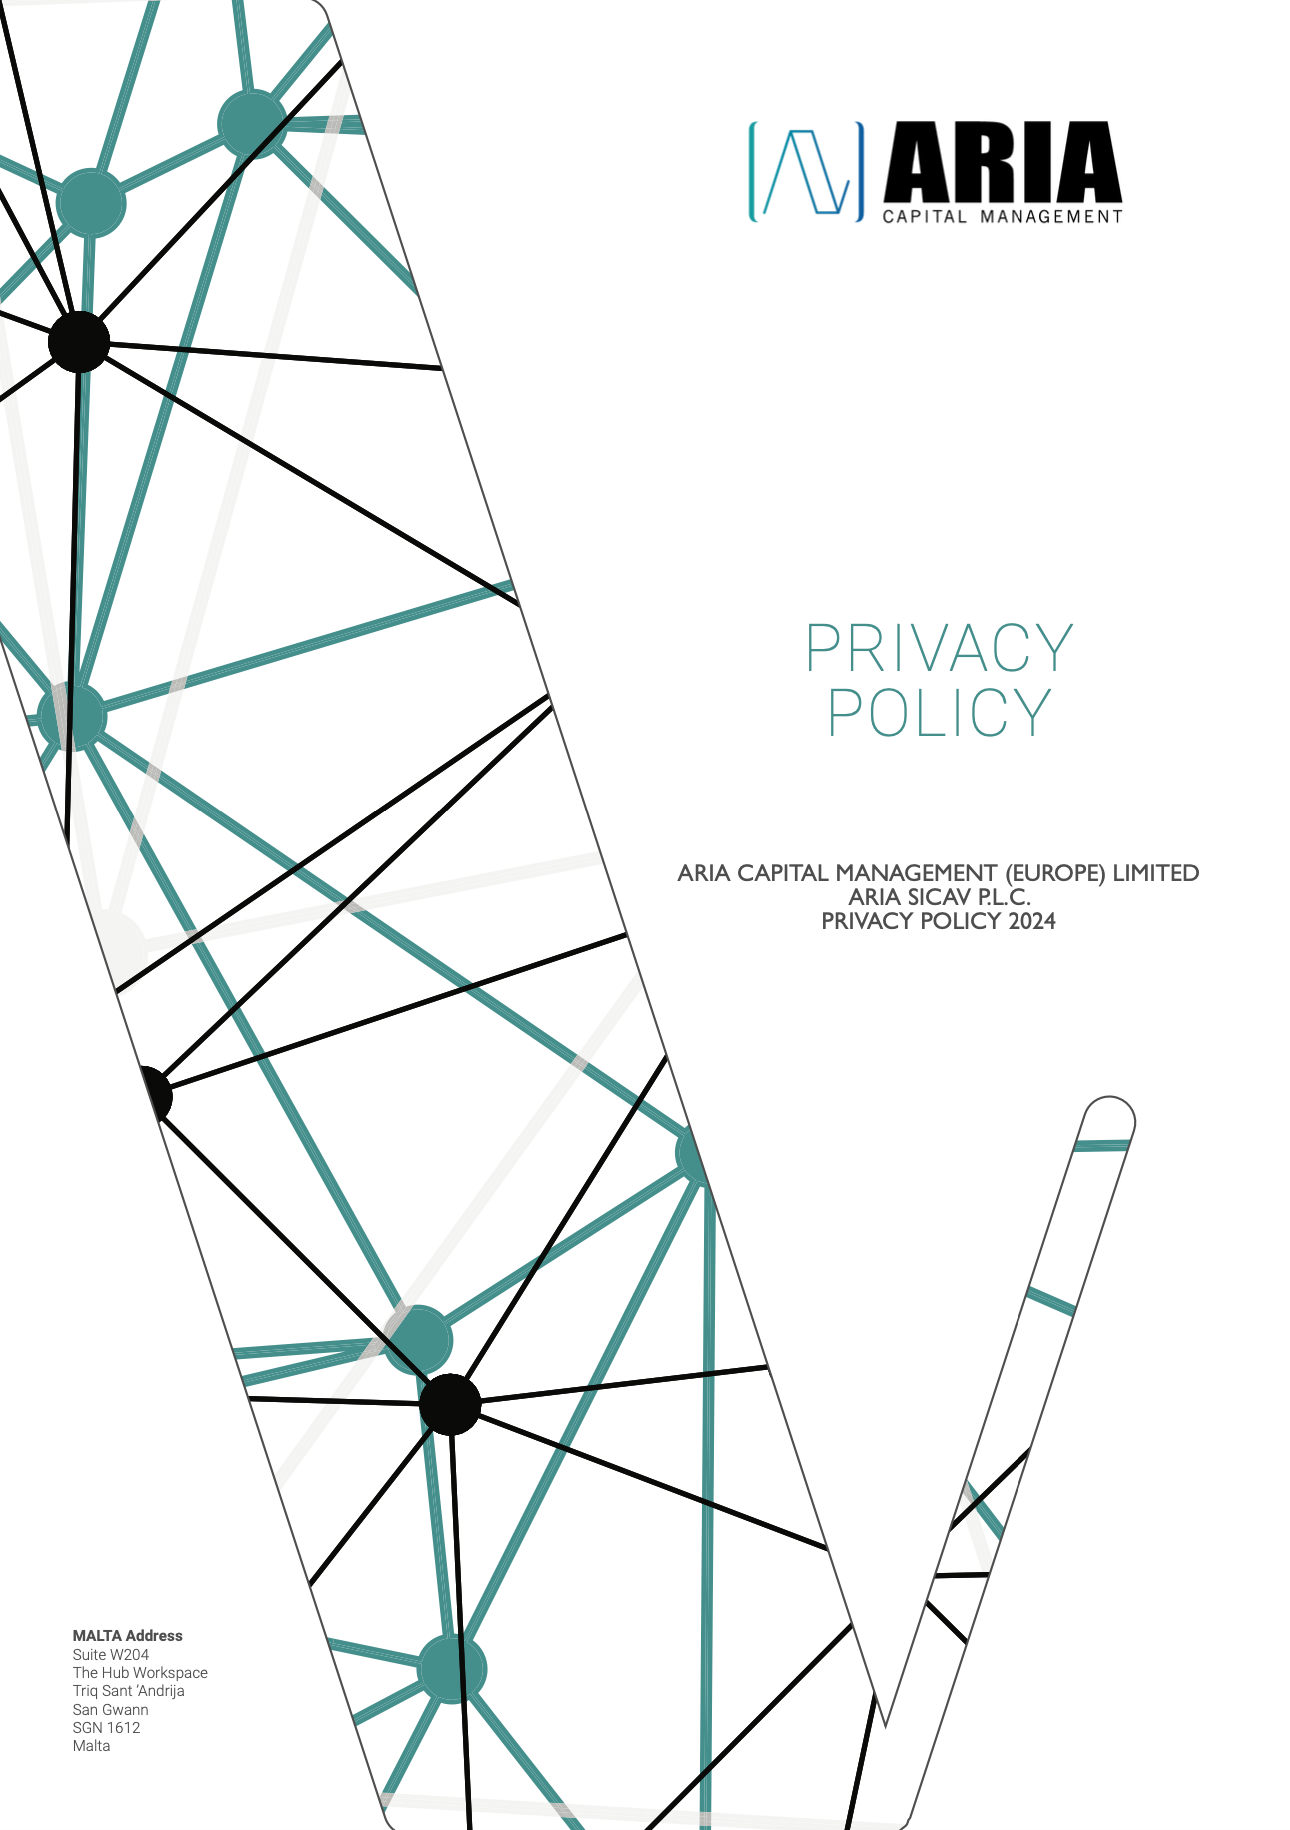 ARIA
CAPITAL MANAGEMENT
PRIVACY
POLICY
ARIA CAPITAL MANAGEMENT (EUROPE) LIMITED
ARIA SICAV P.L.C.
PRIVACY POLICY 2024
MALTA Address
Suite W204
The Hub Workspace
Triq Sant ‘Andrija
San Gwann
SGN 1612
Malta